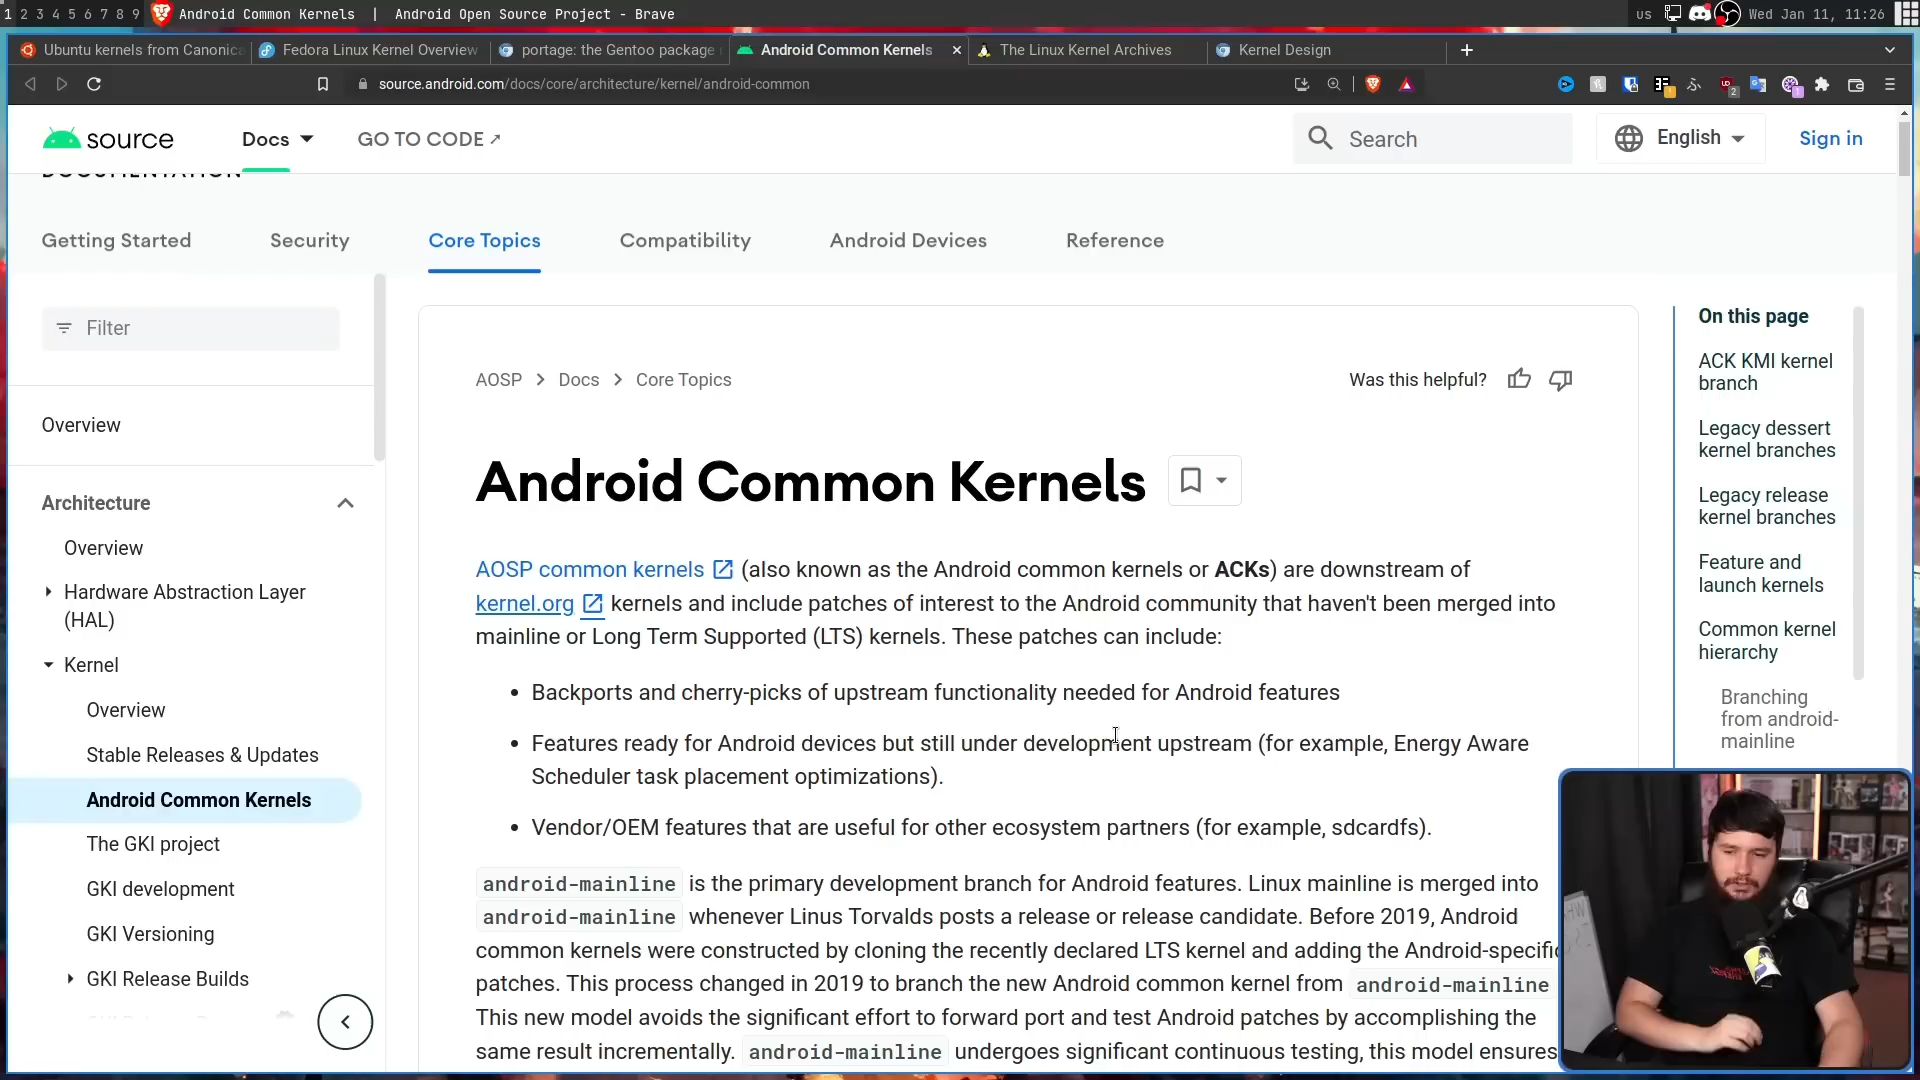 1 2 3 4 5 6 7 8 9 Android Common Kernels | Android Open Source Project - Brave us Wed Jan 11, 11:26
Ubuntu kernels from Canonica Fedora Linux Kernel Overview portage: the Gentoo package Android Common Kernels The Linux Kernel Archives Kernel Design
source.android.com/docs/core/architecture/kernel/android-common
source Docs GO TO CODE Search English Sign in
DOCUMENTATION
Getting Started Security Core Topics Compatibility Android Devices Reference
Filter
Overview
Architecture
Overview
Hardware Abstraction Layer
(HAL)
Kernel
Overview
Stable Releases & Updates
Android Common Kernels
The GKI project
GKI development
GKI Versioning
GKI Release Builds
AOSP > Docs > Core Topics
Was this helpful?
Android Common Kernels
AOSP common kernels (also known as the Android common kernels or ACKs) are downstream of
kernel.org kernels and include patches of interest to the Android community that haven't been merged into
mainline or Long Term Supported (LTS) kernels. These patches can include:
• Backports and cherry-picks of upstream functionality needed for Android features
• Features ready for Android devices but still under development upstream (for example, Energy Aware
Scheduler task placement optimizations).
• Vendor/OEM features that are useful for other ecosystem partners (for example, sdcardfs).
android-mainline is the primary development branch for Android features. Linux mainline is merged into
android-mainline whenever Linus Torvalds posts a release or release candidate. Before 2019, Android
common kernels were constructed by cloning the recently declared LTS kernel and adding the Android-specific
patches. This process changed in 2019 to branch the new Android common kernel from android-mainline
This new model avoids the significant effort to forward port and test Android patches by accomplishing the
same result incrementally. android-mainline undergoes significant continuous testing, this model ensures
On this page
ACK KMI kernel
branch
Legacy dessert
kernel branches
Legacy release
kernel branches
Feature and
launch kernels
Common kernel
hierarchy
Branching
from android-
mainline